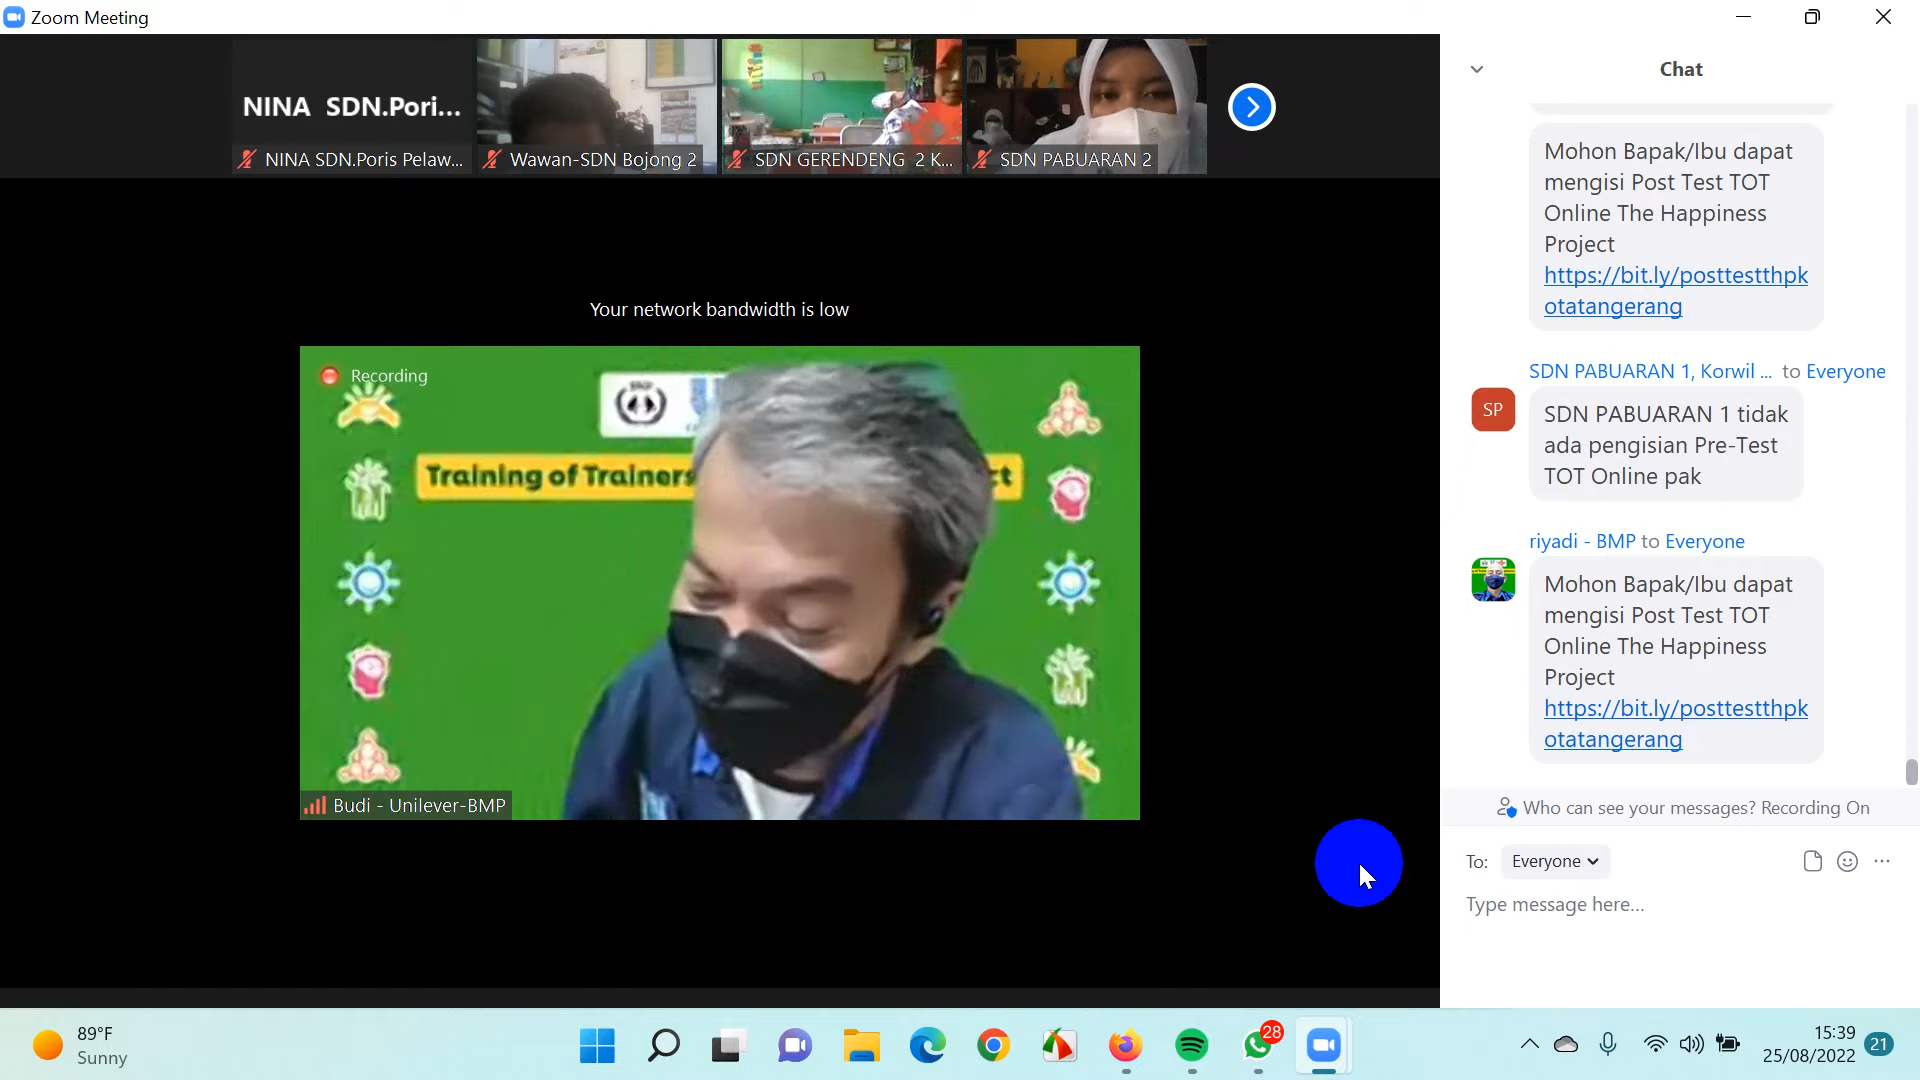 Zoom Meeting
NINA SDN.Pori...
NINA SDN.Poris Pelaw...
Wawan-SDN Bojong 2
SDN GERENDENG 2 K...
SDN PABUARAN 2
Your network bandwidth is low
Recording
Training of Trainers
ct
Budi - Unilever-BMP
Chat
Mohon Bapak/Ibu dapat
mengisi Post Test TOT
Online The Happiness
Project
https://bit.ly/posttestthpk
otatangerang
SDN PABUARAN 1, Korwil ... to Everyone
SP
SDN PABUARAN 1 tidak
ada pengisian Pre-Test
TOT Online pak
riyadi - BMP to Everyone
Mohon Bapak/Ibu dapat
mengisi Post Test TOT
Online The Happiness
Project
https://bit.ly/posttestthpk
otatangerang
Who can see your messages? Recording On
To: Everyone
Type message here...
89°F
Sunny
28
15:39
25/08/2022
21